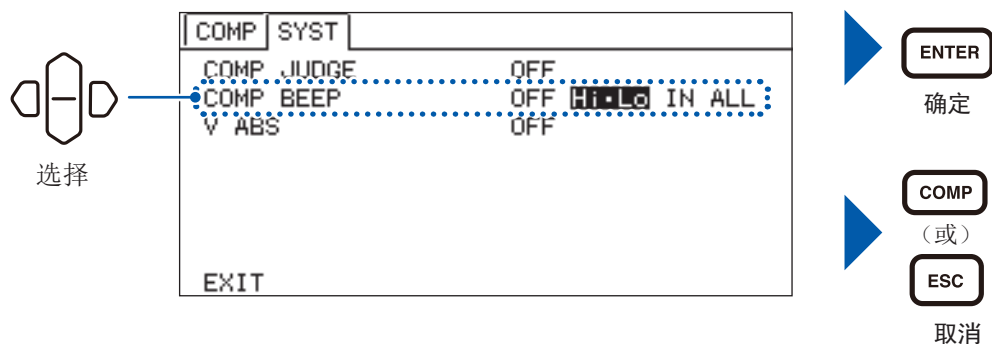 COMP SYST
COMP JUDGE OFF
COMP BEEP OFF Hi•Lo IN ALL
V ABS OFF
EXIT
选择
ENTER
确定
COMP
（或）
ESC
取消